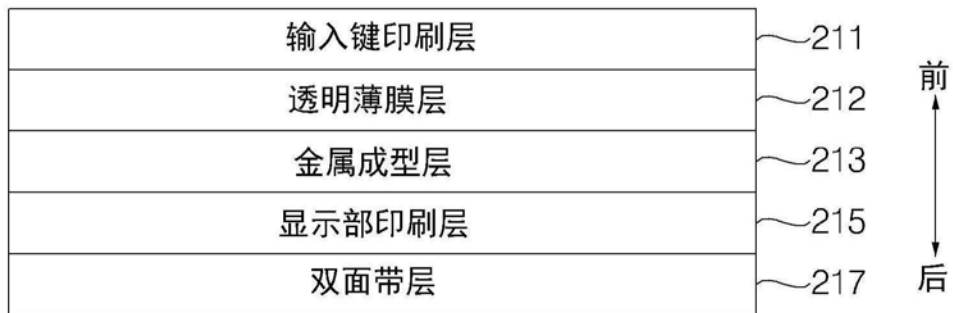 输入键印刷层 211
透明薄膜层 212
前
金属成型层 213
显示部印刷层 215
双面带层 217
后